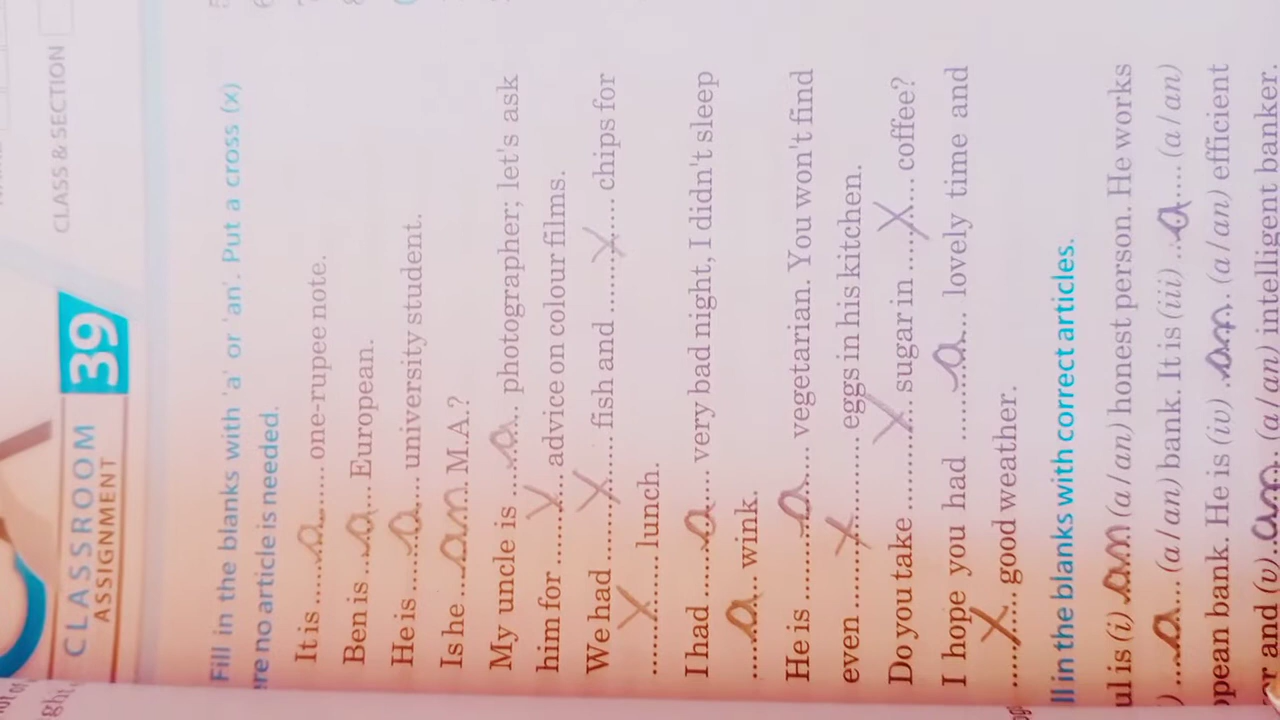 CLASS & SECTION
CLASSROOM
ASSIGNMENT
39
Fill in the blanks with 'a' or 'an'. Put a cross (x)
ere no article is needed.
It is ......a...... one-rupee note.
Ben is ...a... European.
He is ......a.... university student.
Is he ...an... M.A.?
My uncle is ....a.... photographer; let's ask
him for ......X.... advice on colour films.
We had ......X.... fish and ......X.... chips for
......X...... lunch.
I had ......a.... very bad night, I didn't sleep
.....a... wink.
He is ......a.... vegetarian. You won't find
even ......X........ eggs in his kitchen.
Do you take ......X.... sugar in ....X.... coffee?
I hope you had ......a... lovely time and
......X.... good weather.
ll in the blanks with correct articles.
ul is (i) an (a/an) honest person. He works
) ....a... (a/an) bank. It is (iii) ..a.... (a/an)
opean bank. He is (iv) .an. (a/an) efficient
or and (v) .an. (a/an) intelligent banker.